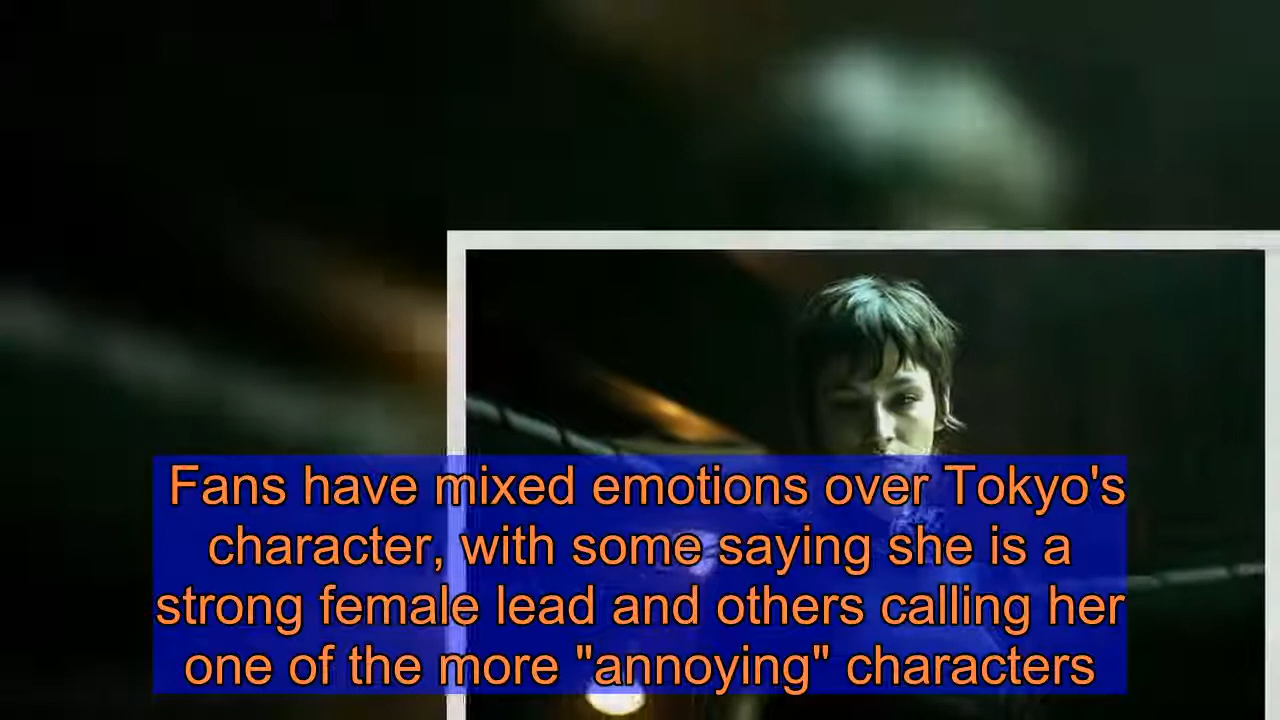 Fans have mixed emotions over Tokyo's
character, with some saying she is a
strong female lead and others calling her
one of the more "annoying" characters